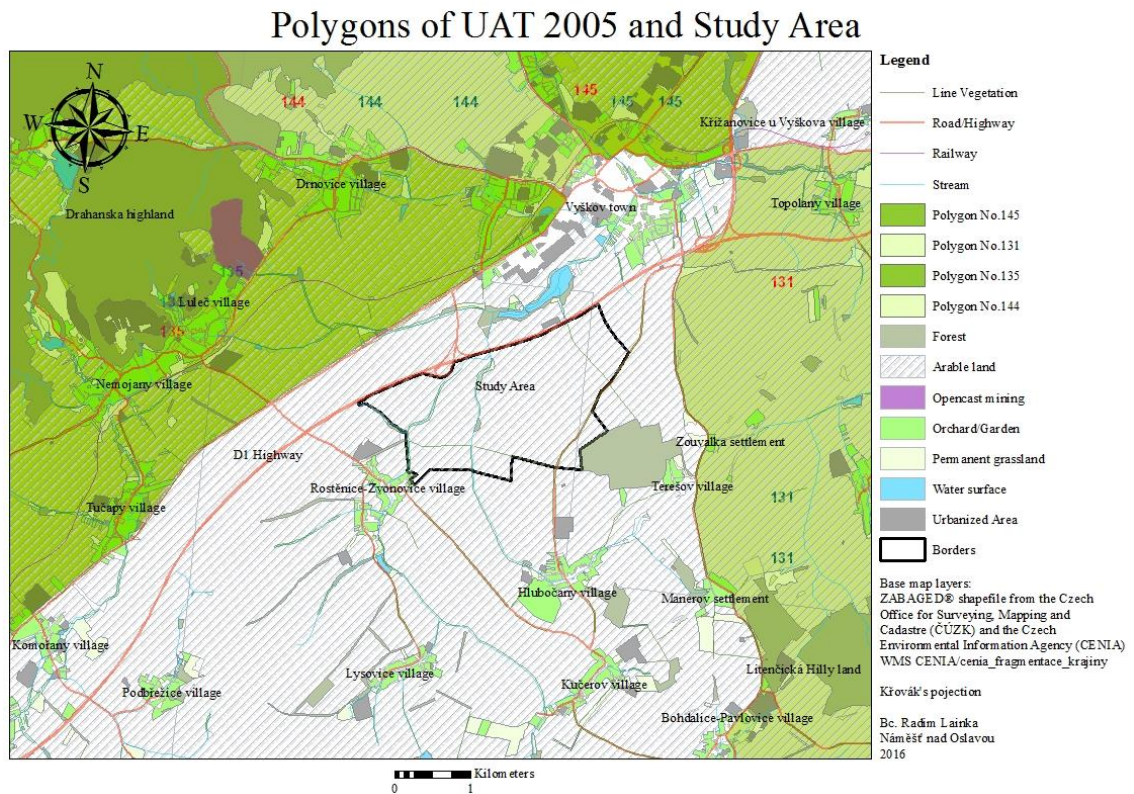 Polygons of UAT 2005 and Study Area
N
W
E
S
144
144
144
145
145
145
Křižanovice u Vyškova village
Drnovice village
Drahanska highland
Vyškov town
Topolany village
135
131
Luleč village
135
Nemojany village
Study Area
D1 Highway
Zouvalka settlement
Rostěnice-Zvonovice village
Terešov village
Tučapy village
131
131
Hlubočany village
Manerov settlement
Komořany village
Lysovice village
Podbřežice village
Kučerov village
Litenčická Hilly land
Bohdalice-Pavlovice village
Kilometers
0 1
Legend
Line Vegetation
Road/Highway
Railway
Stream
Polygon No.145
Polygon No.131
Polygon No.135
Polygon No.144
Forest
Arable land
Opencast mining
Orchard/Garden
Permanent grassland
Water surface
Urbanized Area
Borders
Base map layers:
ZABAGED® shapefile from the Czech
Office for Surveying, Mapping and
Cadastre (ČÚZK) and the Czech
Environmental Information Agency (CENIA)
WMS CENIA/cenia_fragmentace_krajiny
Křovák's pojection
Bc. Radim Lainka
Náměšť nad Oslavou
2016